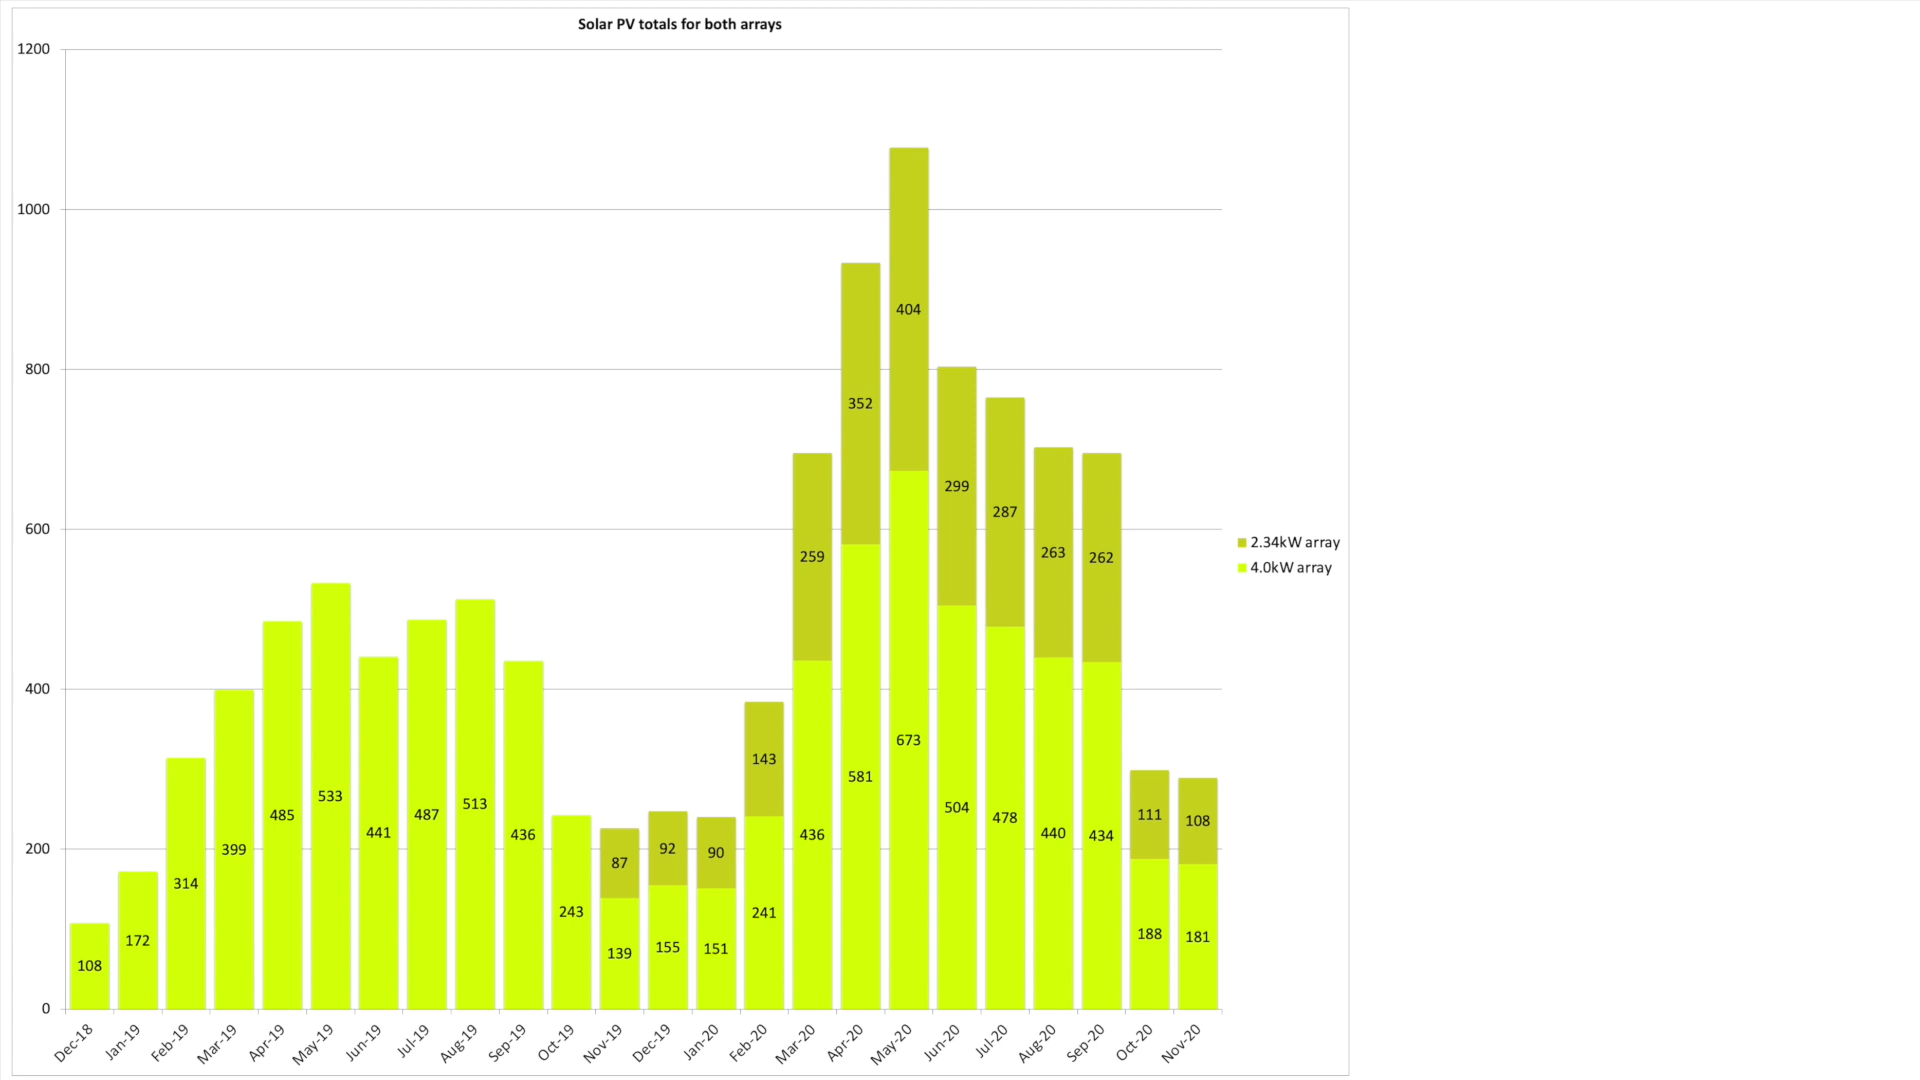 Solar PV totals for both arrays
1200
1000
800
600
400
200
0
404
352
299
287
259
263
262
143
87
92
90
111
108
108
172
314
399
485
533
441
487
513
436
243
139
155
151
241
436
581
673
504
478
440
434
188
181
2.34kW array
4.0kW array
Dec-18
Jan-19
Feb-19
Mar-19
Apr-19
May-19
Jun-19
Jul-19
Aug-19
Sep-19
Oct-19
Nov-19
Dec-19
Jan-20
Feb-20
Mar-20
Apr-20
May-20
Jun-20
Jul-20
Aug-20
Sep-20
Oct-20
Nov-20